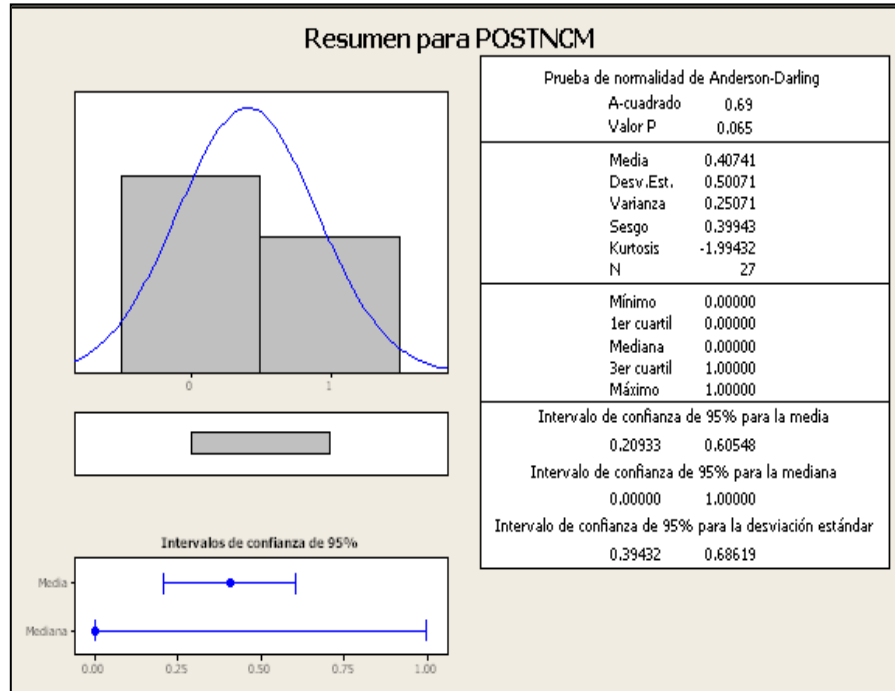 Resumen para POSTNCM
0 1
Intervalos de confianza de 95%
Media
Mediana
0.00 0.25 0.50 0.75 1.00
Prueba de normalidad de Anderson-Darling
A-cuadrado 0.69
Valor P 0.065
Media 0.40741
Desv.Est. 0.50071
Varianza 0.25071
Sesgo 0.39943
Kurtosis -1.99432
N 27
Mínimo 0.00000
1er cuartil 0.00000
Mediana 0.00000
3er cuartil 1.00000
Máximo 1.00000
Intervalo de confianza de 95% para la media
0.20933 0.60548
Intervalo de confianza de 95% para la mediana
0.00000 1.00000
Intervalo de confianza de 95% para la desviación estándar
0.39432 0.68619